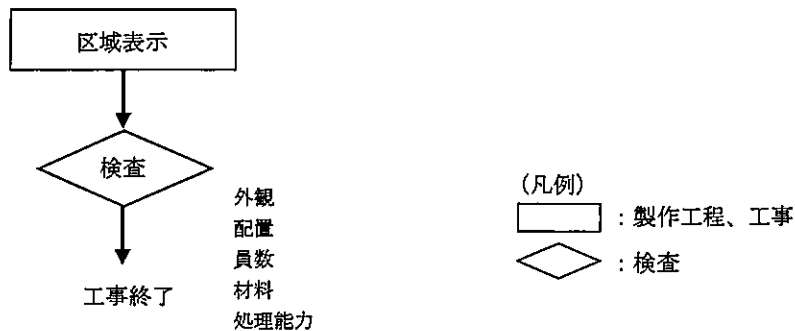 区域表示
検査
外観
配置
員数
材料
処理能力
工事終了
(凡例)
：製作工程、工事
：検査